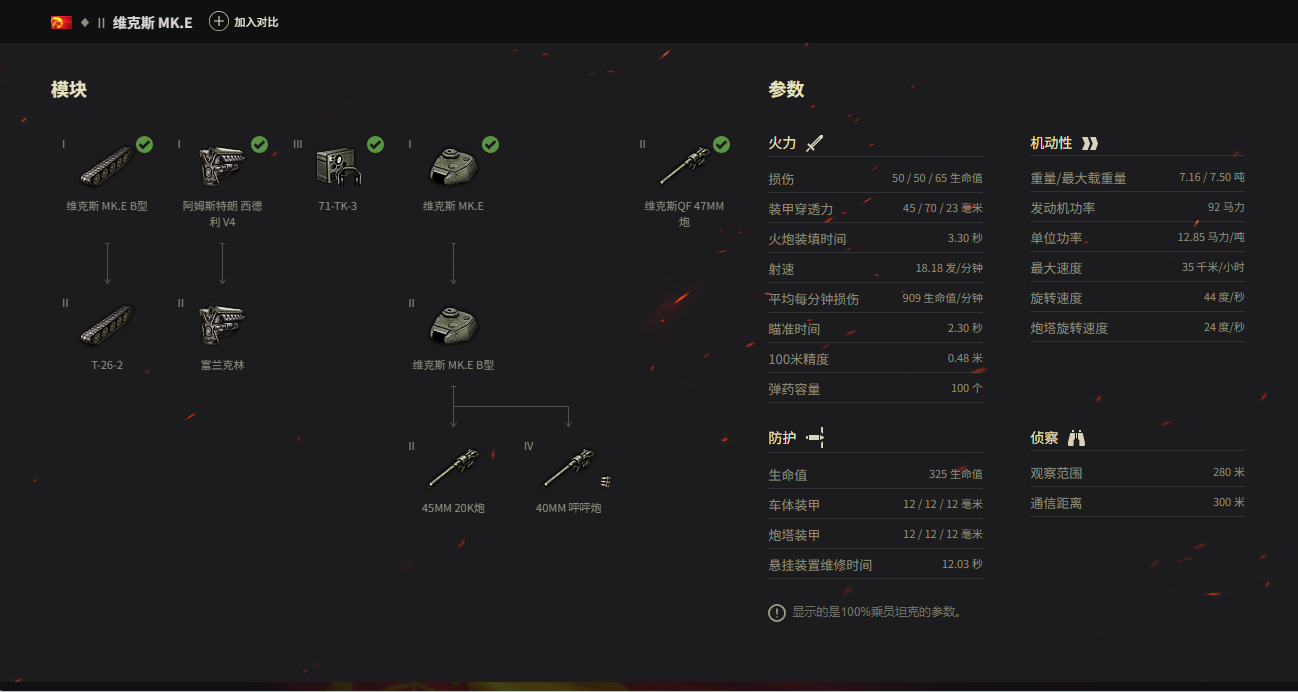 II 维克斯 MK.E 加入对比
模块
I
I
III
I
II
维克斯 MK.E B型
阿姆斯特朗 西德
利 V4
71-TK-3
维克斯 MK.E
维克斯QF 47MM
炮
II
II
II
T-26-2
富兰克林
维克斯 MK.E B型
II
IV
45MM 20K炮
40MM 呯呯炮
参数
火力
损伤 50 / 50 / 65 生命值
装甲穿透力 45 / 70 / 23 毫米
火炮装填时间 3.30 秒
射速 18.18 发/分钟
平均每分钟损伤 909 生命值/分钟
瞄准时间 2.30 秒
100米精度 0.48 米
弹药容量 100 个
防护
生命值 325 生命值
车体装甲 12 / 12 / 12 毫米
炮塔装甲 12 / 12 / 12 毫米
悬挂装置维修时间 12.03 秒
显示的是100%乘员坦克的参数。
机动性
重量/最大载重量 7.16 / 7.50 吨
发动机功率 92 马力
单位功率 12.85 马力/吨
最大速度 35 千米/小时
旋转速度 44 度/秒
炮塔旋转速度 24 度/秒
侦察
观察范围 280 米
通信距离 300 米